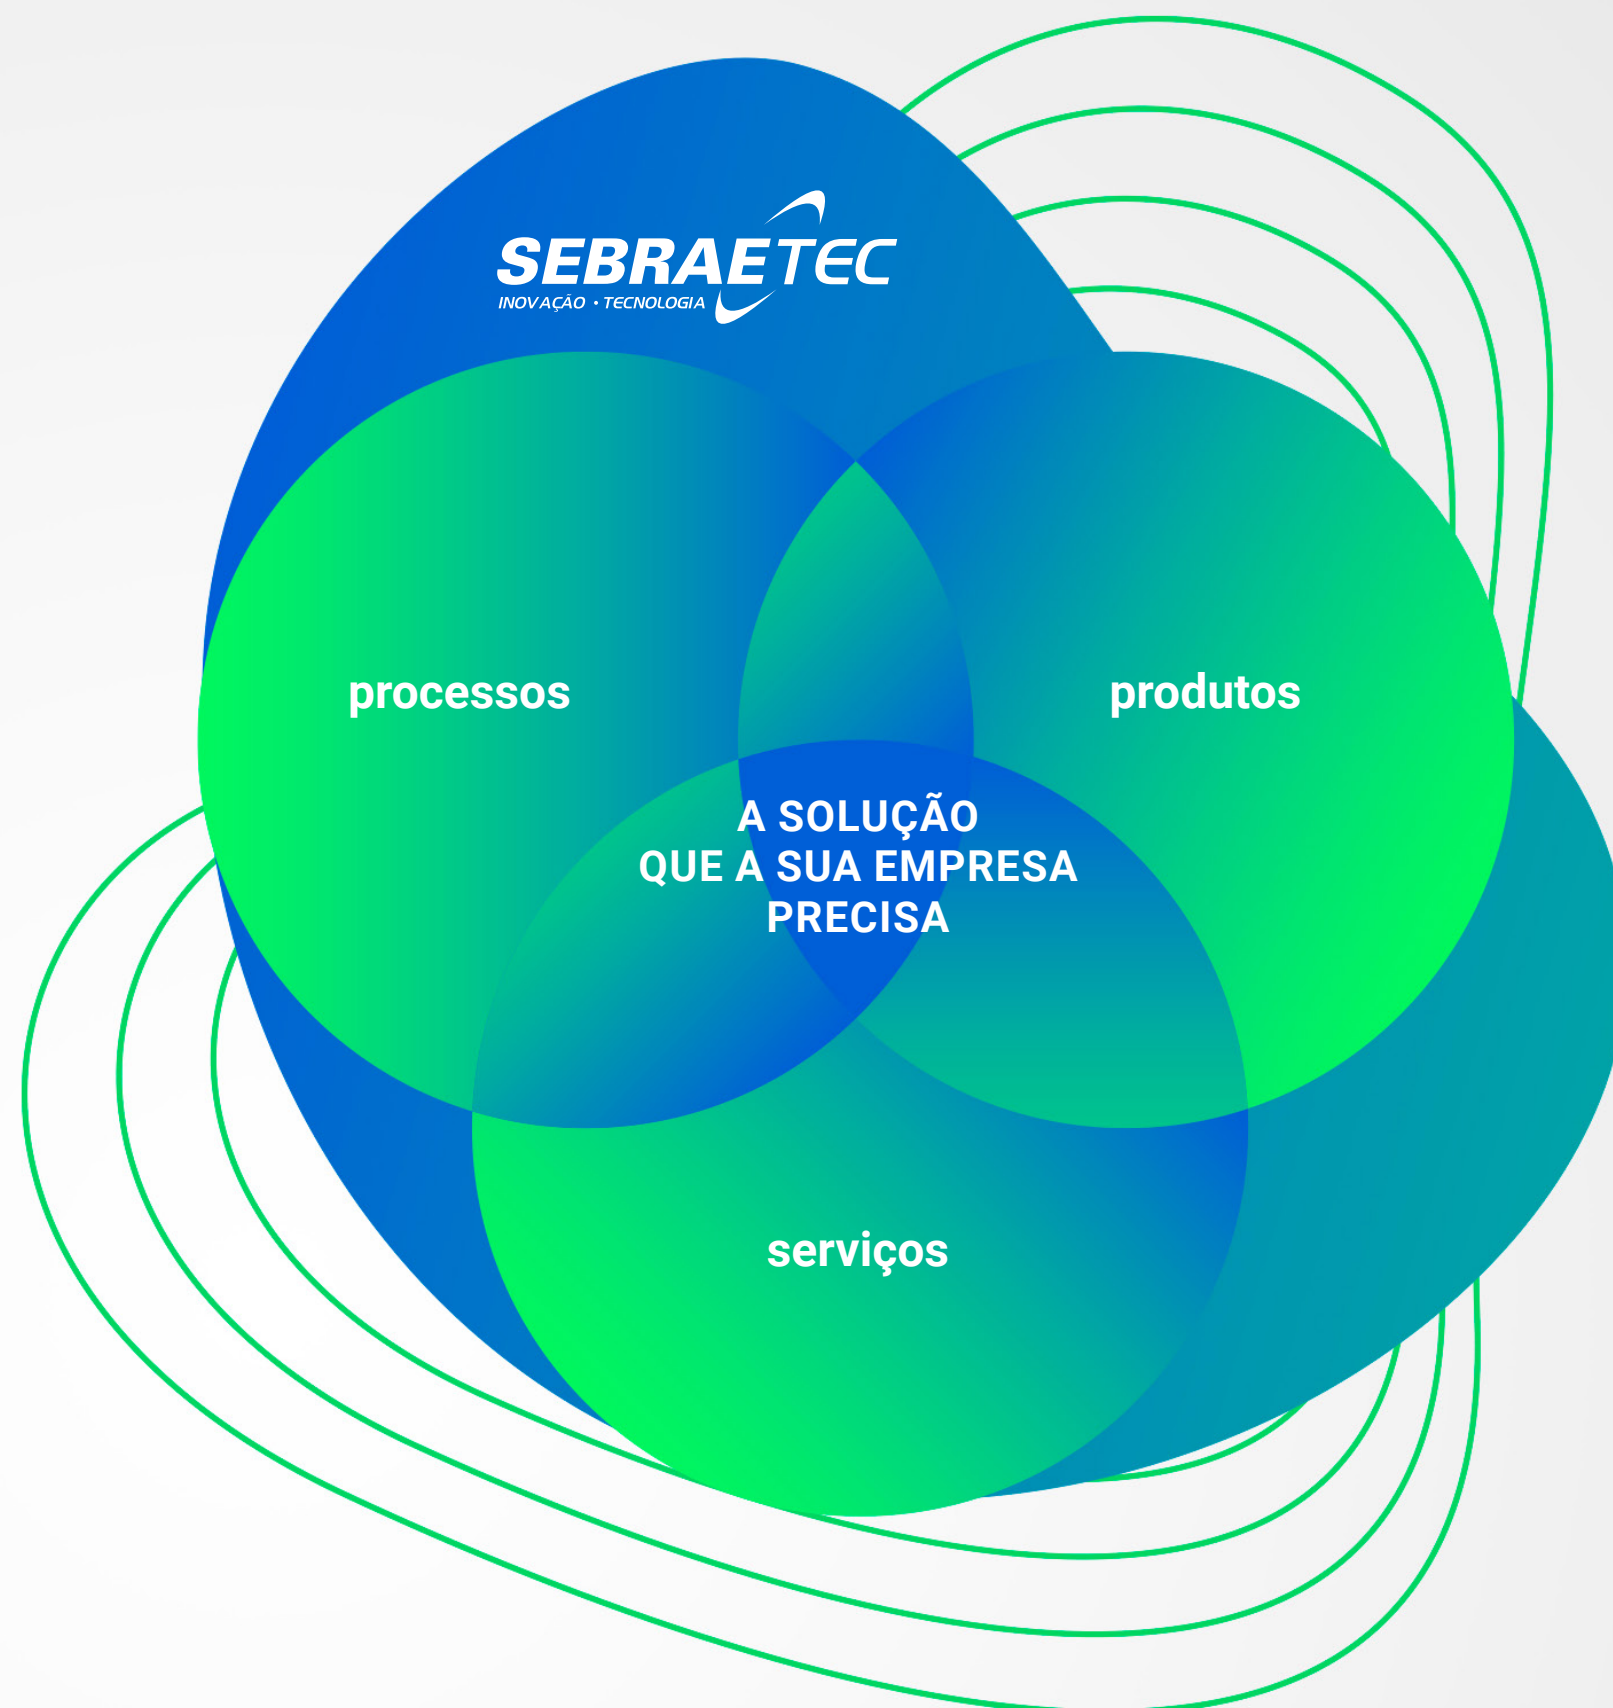 SEBRAETEC
INOVAÇÃO • TECNOLOGIA
processos
produtos
A SOLUÇÃO
QUE A SUA EMPRESA
PRECISA
serviços